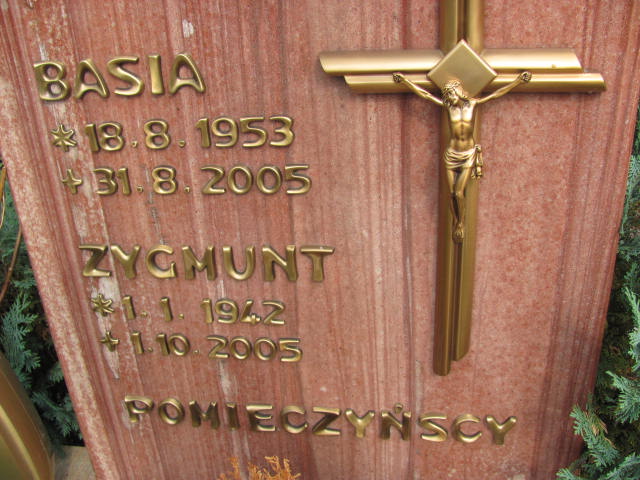 BASIA
* 18.8.1953
+ 31.8.2005
ZYGMUNT
* 1.1.1942
+ 1.10.2005
POMIECZYŃSCY